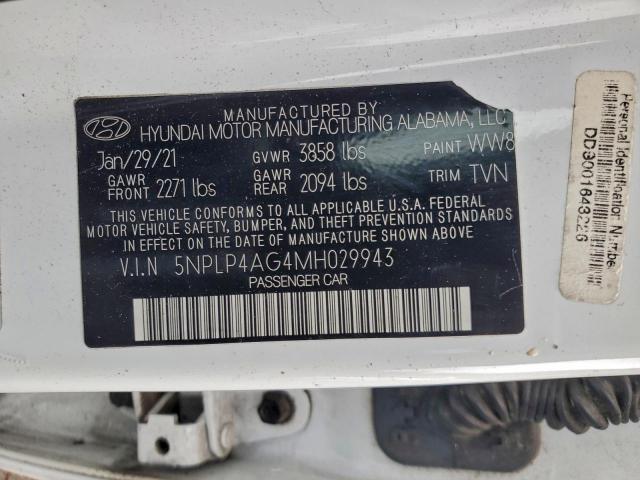 MANUFACTURED BY
HYUNDAI MOTOR MANUFACTURING ALABAMA, LLC
Jan/29/21 GVWR 3858 lbs PAINT WW8
GAWR FRONT 2271 lbs GAWR REAR 2094 lbs TRIM TVN
THIS VEHICLE CONFORMS TO ALL APPLICABLE U.S.A. FEDERAL
MOTOR VEHICLE SAFETY, BUMPER, AND THEFT PREVENTION STANDARDS
IN EFFECT ON THE DATE OF MANUFACTURE SHOWN ABOVE
V.I.N 5NPLP4AG4MH029943
PASSENGER CAR
Personal Identification Number
DD9001643226